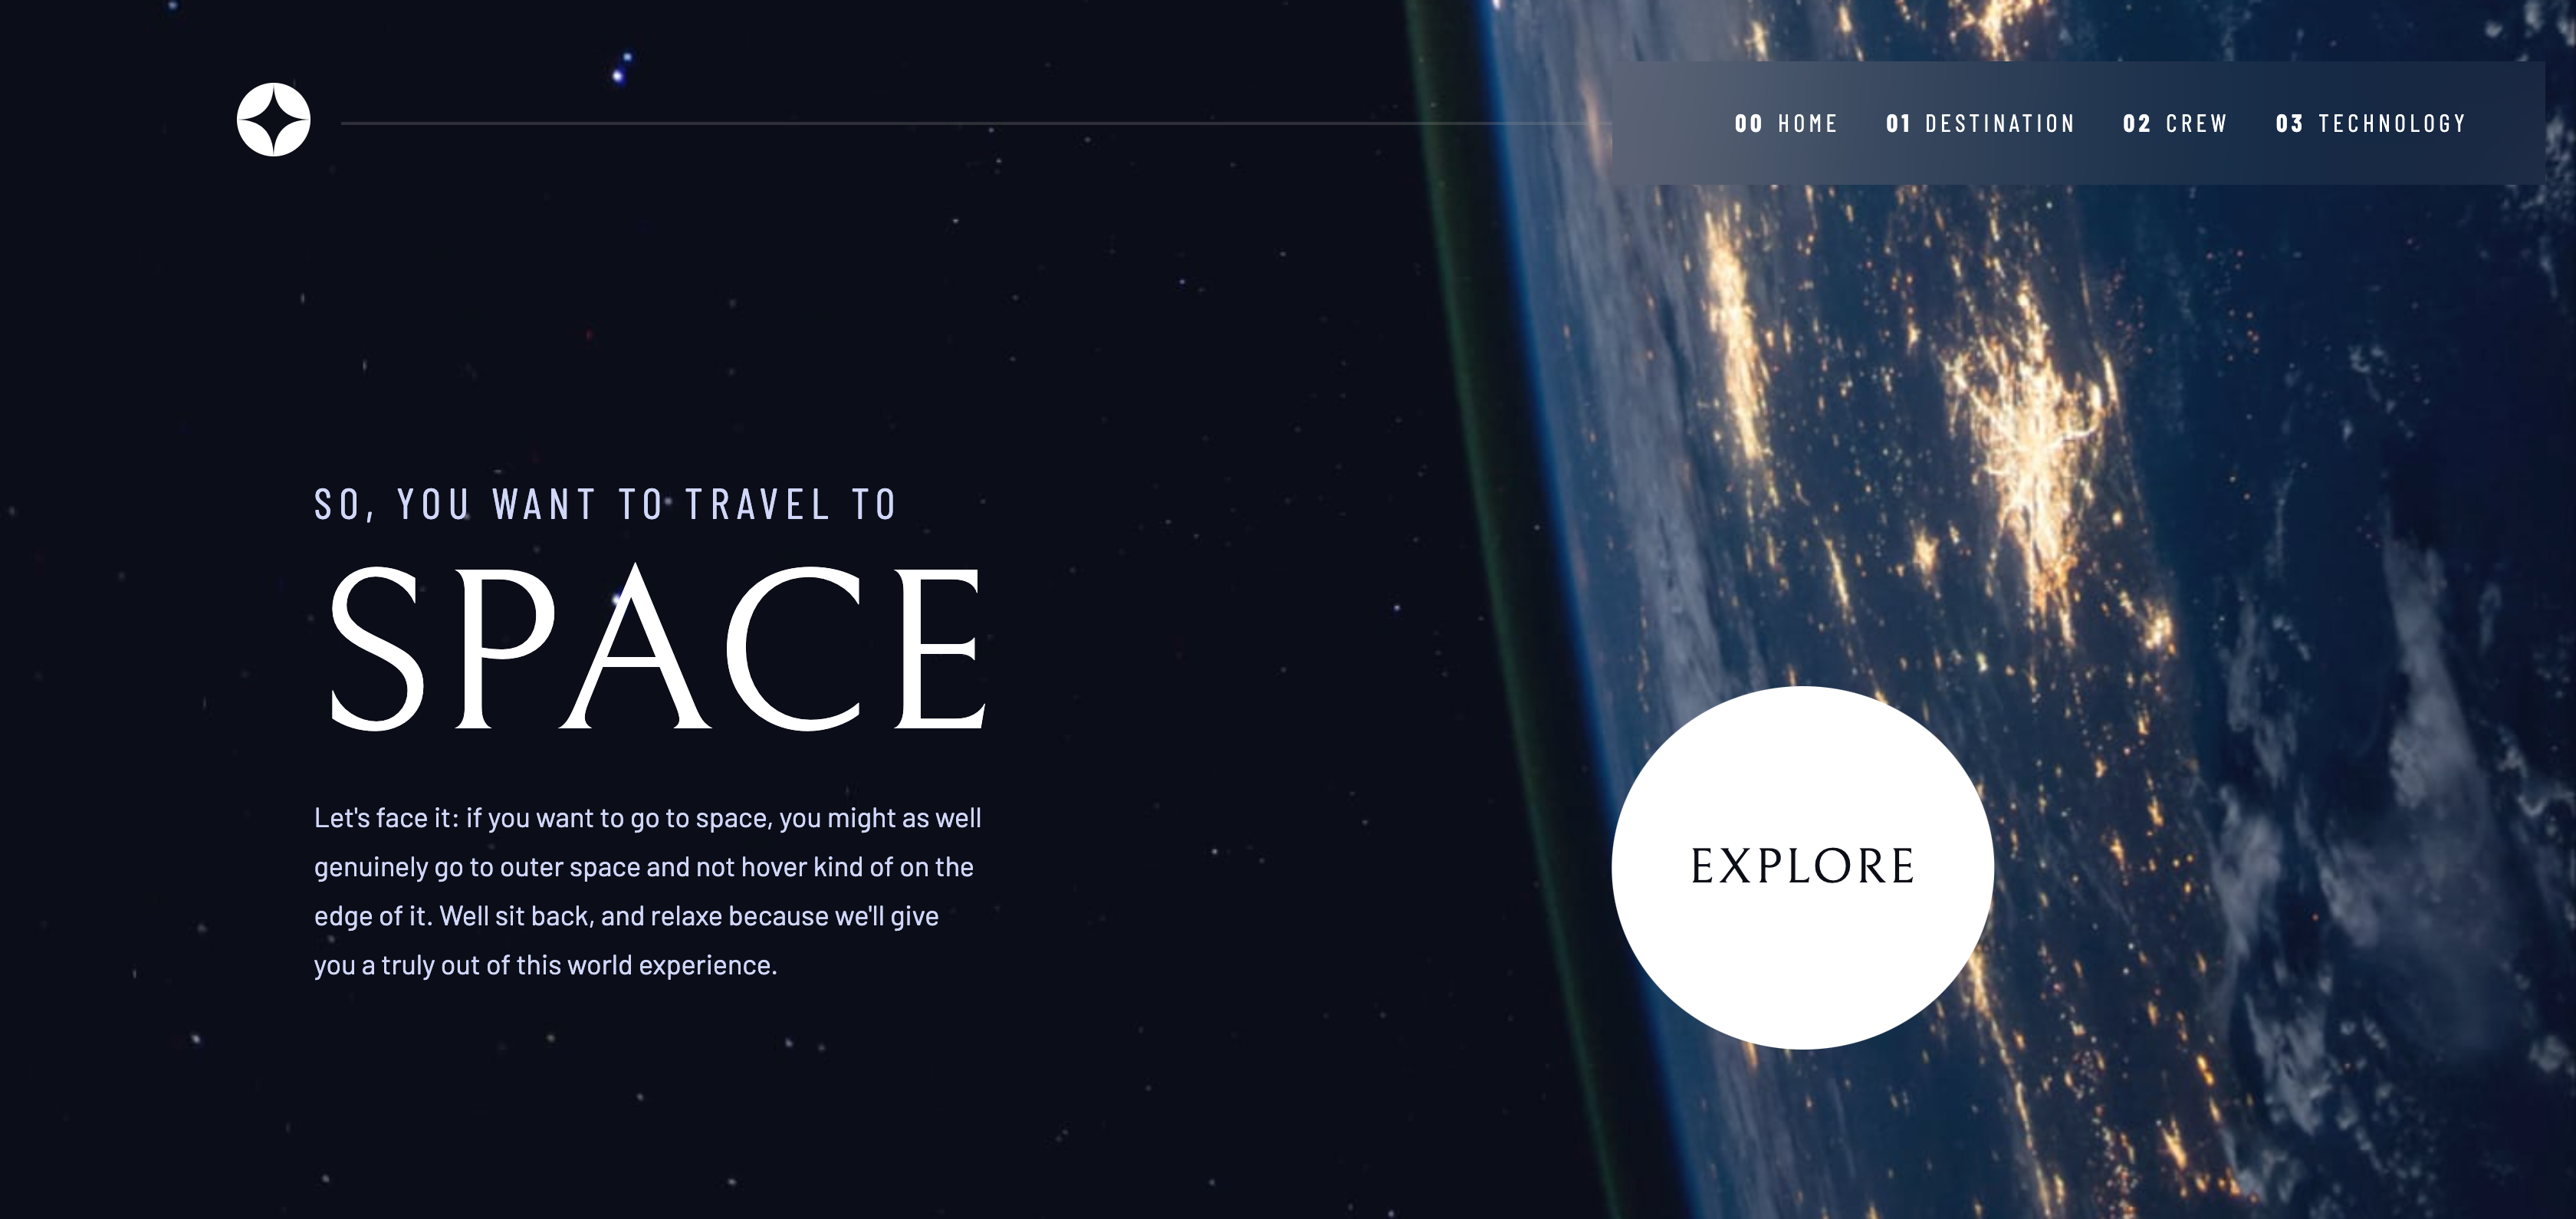 00 HOME 01 DESTINATION 02 CREW 03 TECHNOLOGY
SO, YOU WANT TO TRAVEL TO
SPACE
Let's face it: if you want to go to space, you might as well
genuinely go to outer space and not hover kind of on the
edge of it. Well sit back, and relaxe because we'll give
you a truly out of this world experience.
EXPLORE